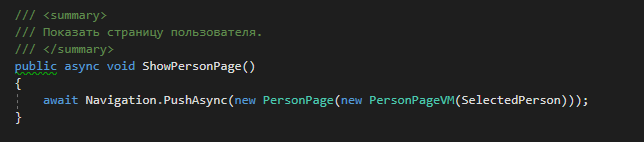 /// <summary>
/// Показать страницу пользователя.
/// </summary>
public async void ShowPersonPage()
{
    await Navigation.PushAsync(new PersonPage(new PersonPageVM(SelectedPerson)));
}